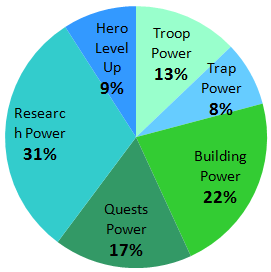 Hero
Level
Up
9%
Troop
Power
13%
Trap
Power
8%
Building
Power
22%
Quests
Power
17%
Researc
h Power
31%